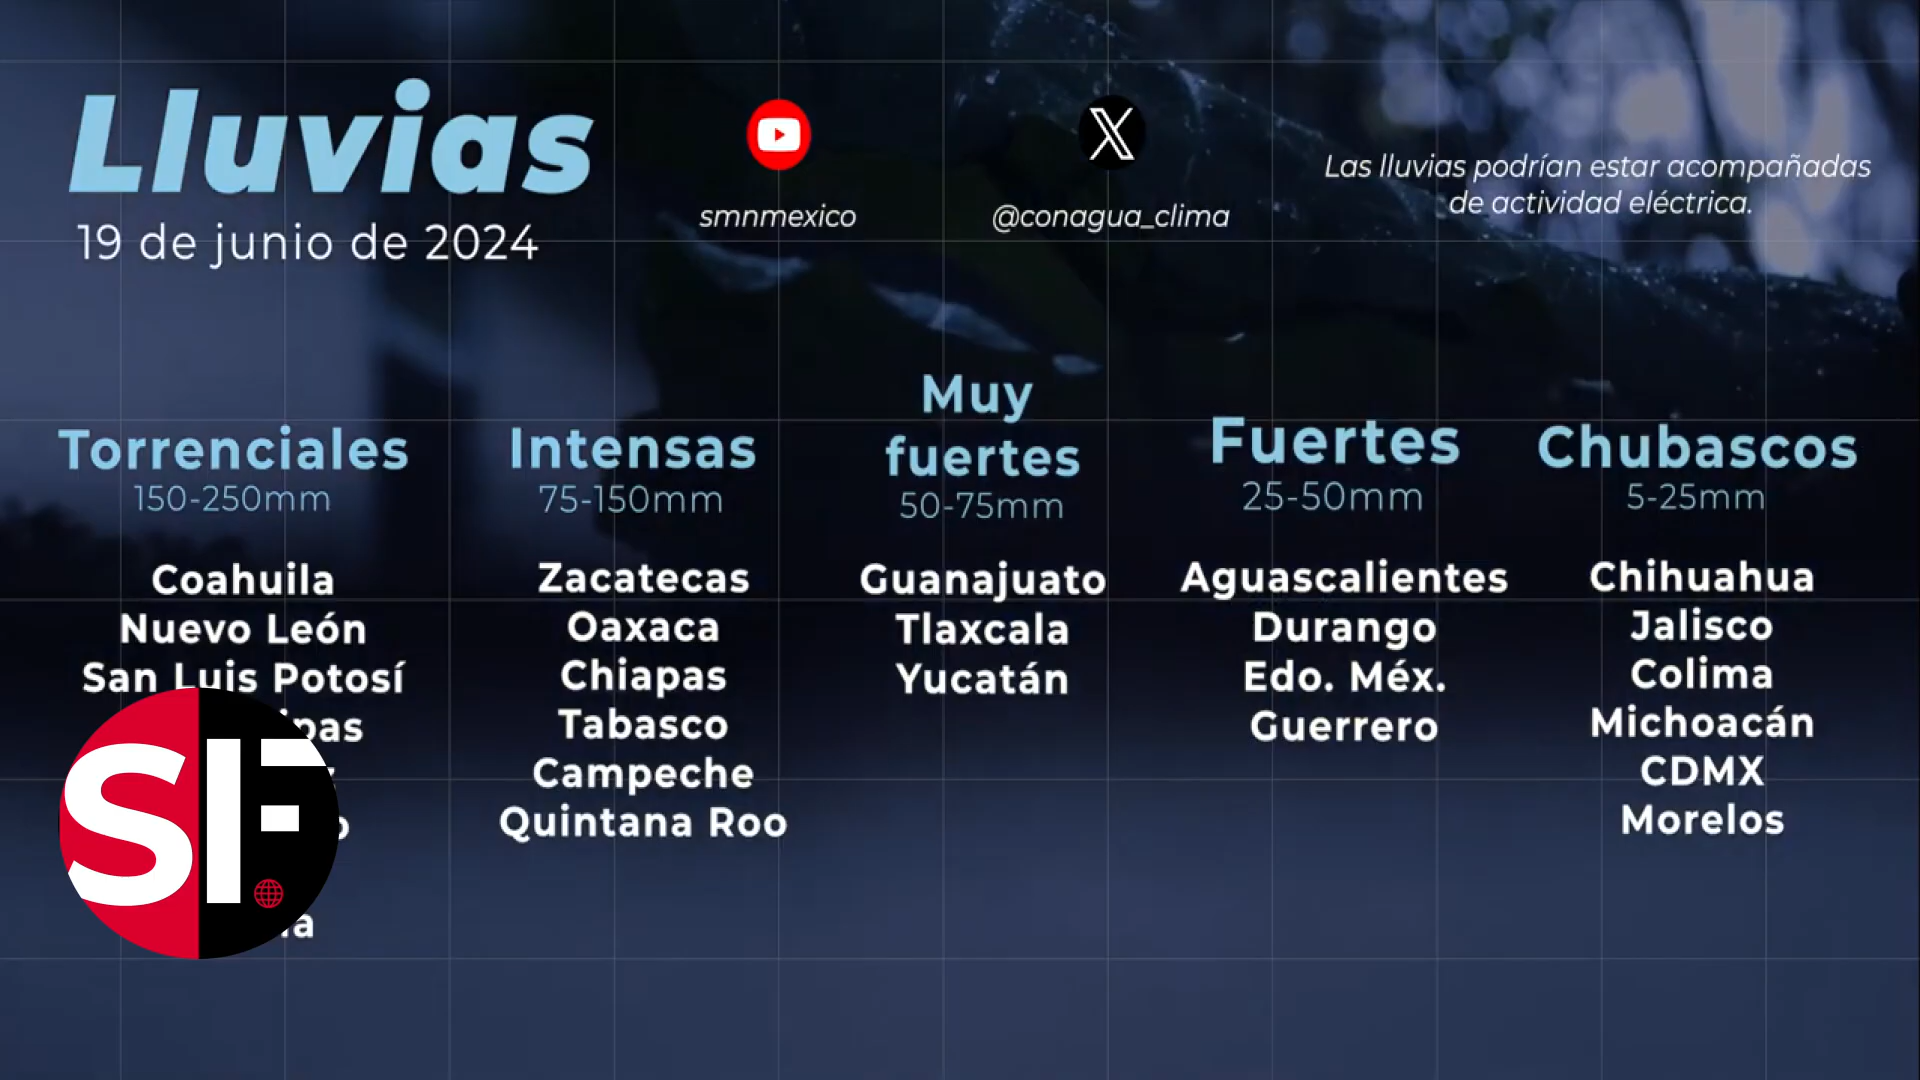 Lluvias
19 de junio de 2024
smnmexico
@conagua_clima
Las lluvias podrían estar acompañadas
de actividad eléctrica.
Torrenciales
150-250mm
Coahuila
Nuevo León
San Luis Potosí
Intensas
75-150mm
Zacatecas
Oaxaca
Chiapas
Tabasco
Campeche
Quintana Roo
Muy
fuertes
50-75mm
Guanajuato
Tlaxcala
Yucatán
Fuertes
25-50mm
Aguascalientes
Durango
Edo. Méx.
Guerrero
Chubascos
5-25mm
Chihuahua
Jalisco
Colima
Michoacán
CDMX
Morelos
SF